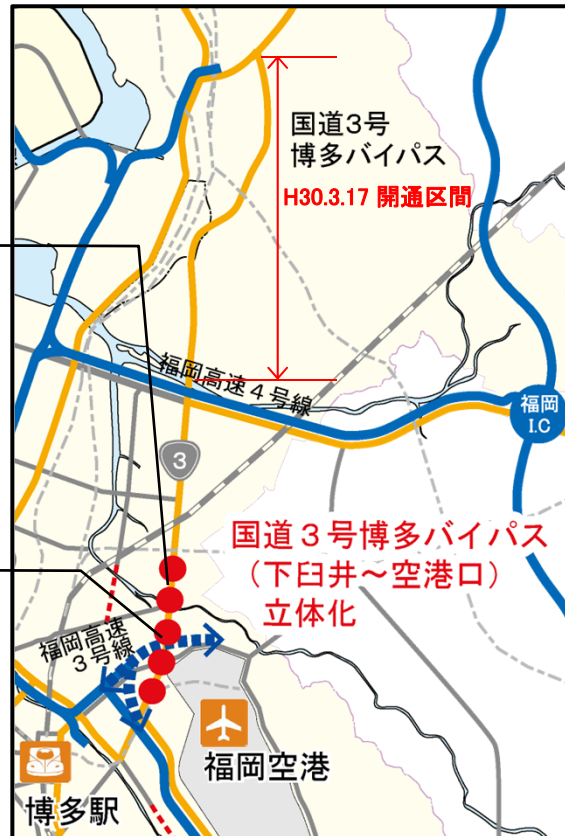 国道3号
博多バイパス
H30.3.17 開通区間
福岡高速4号線
福岡
I.C
3
国道３号博多バイパス
（下臼井～空港口）
立体化
福岡高速
3号線
福岡空港
博多駅